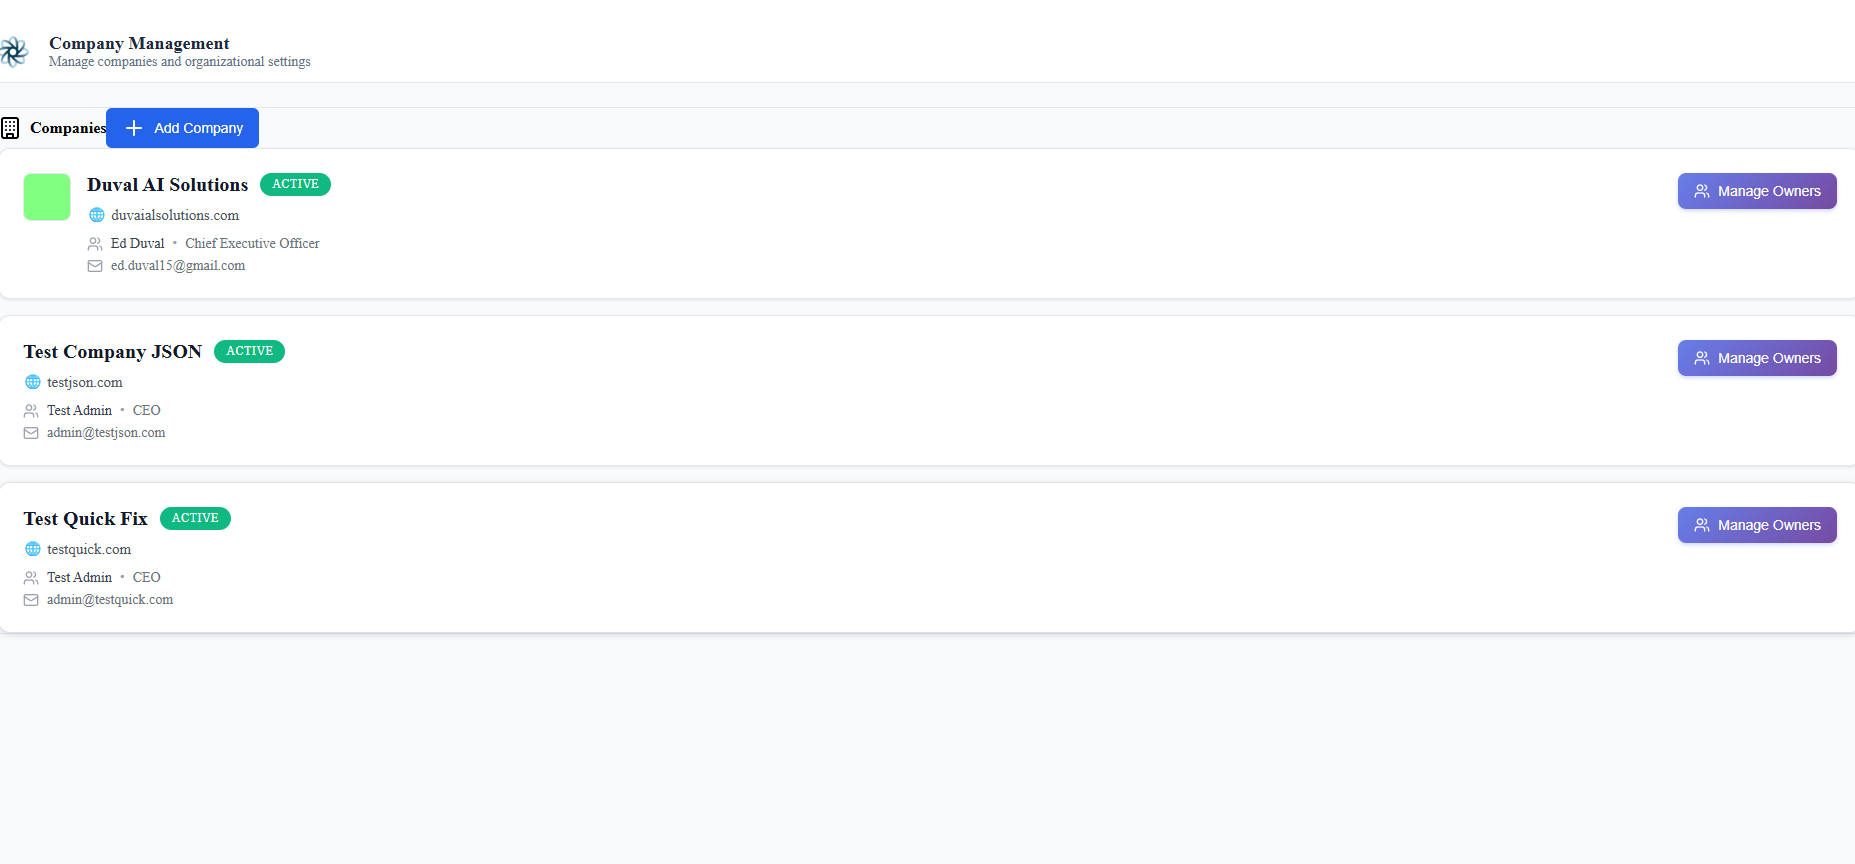 Company Management
Manage companies and organizational settings
Companies
Add Company
Duval AI Solutions ACTIVE
duvaialsolutions.com
Ed Duval • Chief Executive Officer
ed.duval15@gmail.com
Manage Owners
Test Company JSON ACTIVE
testjson.com
Test Admin • CEO
admin@testjson.com
Manage Owners
Test Quick Fix ACTIVE
testquick.com
Test Admin • CEO
admin@testquick.com
Manage Owners